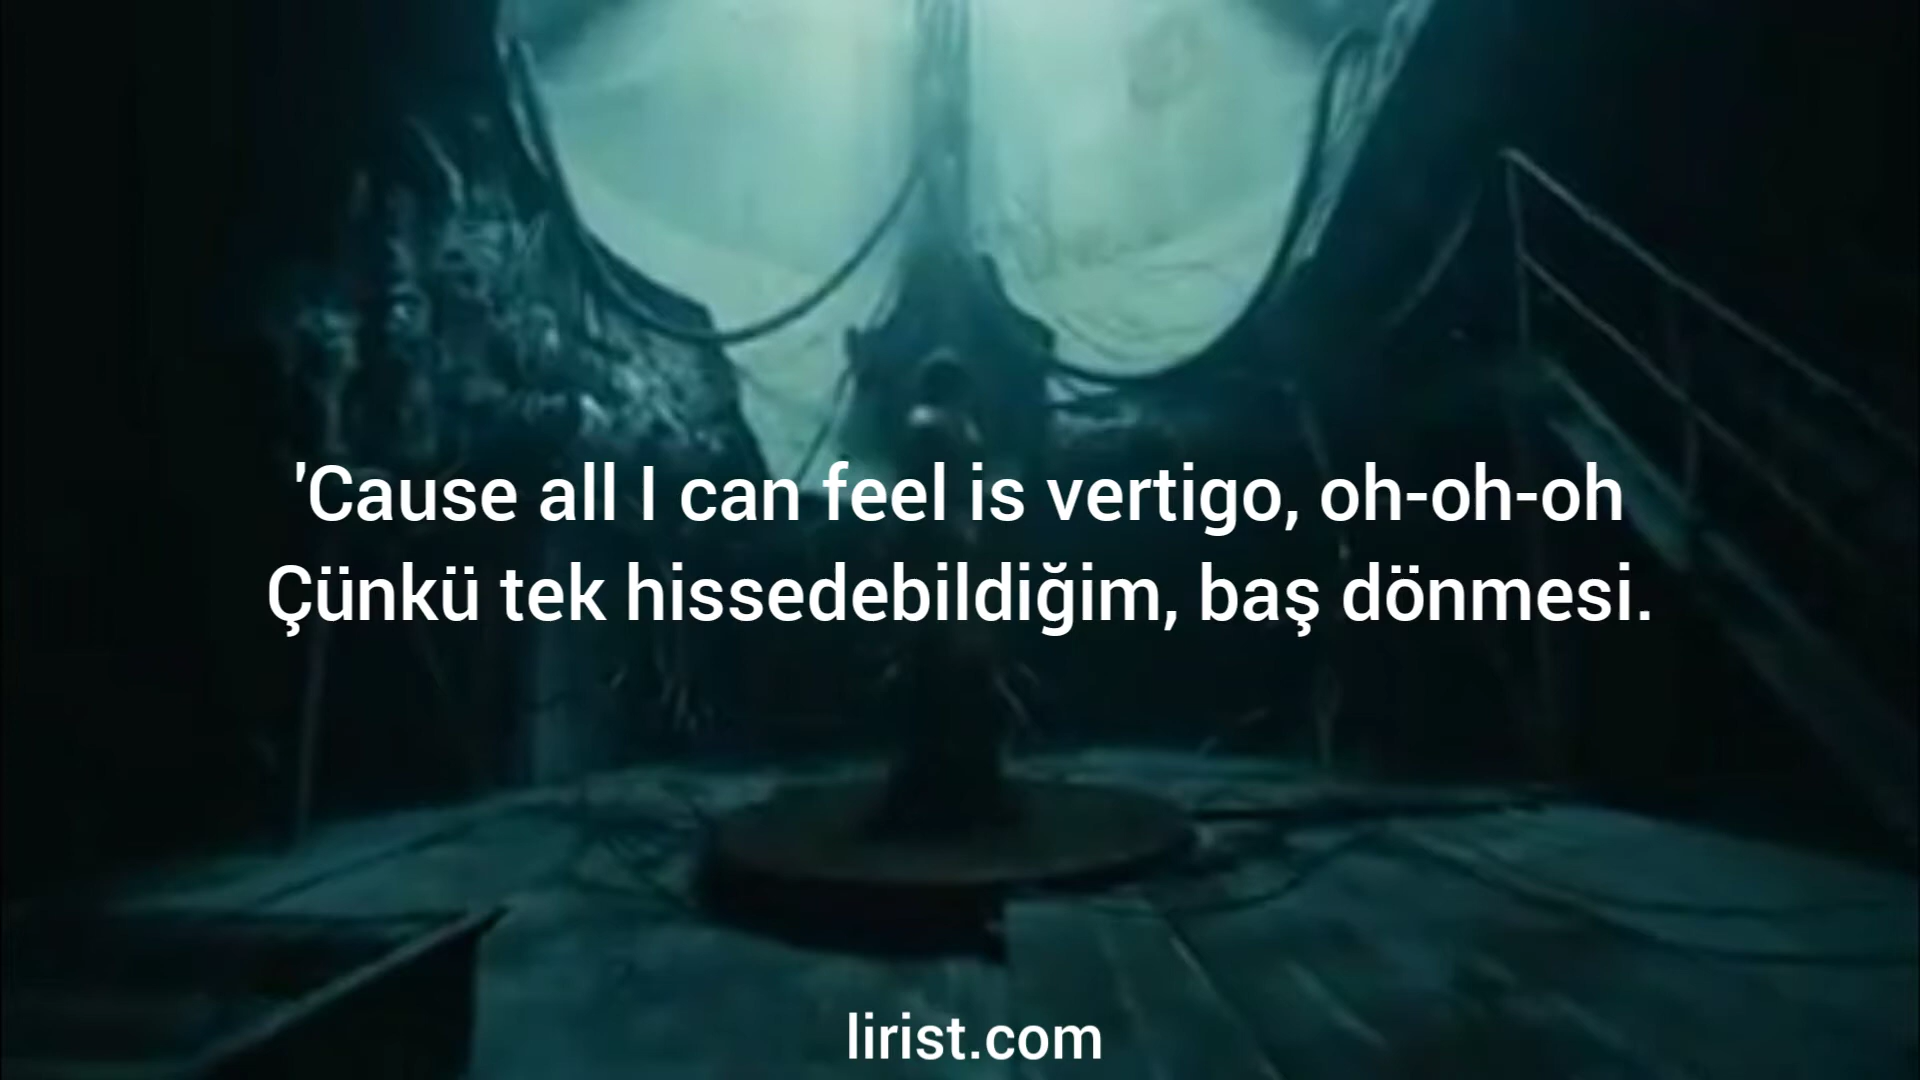 'Cause all I can feel is vertigo, oh-oh-oh
Çünkü tek hissedebildiğim, baş dönmesi.
lirist.com